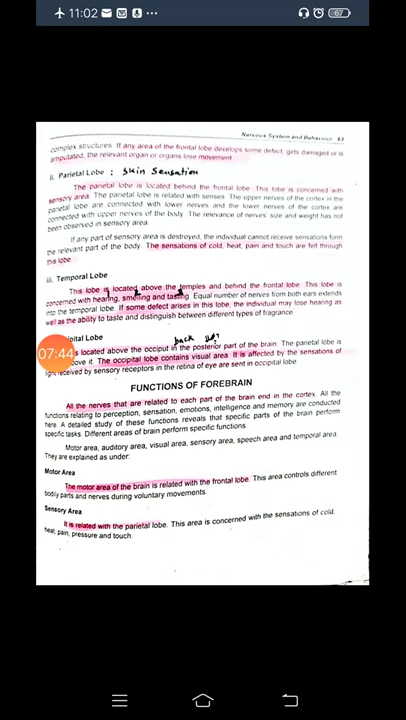 11:02
67
Nervous System and Behaviour 63
complex structures. If any area of the frontal lobe develops some defect, gets damaged or is
amputated, the relevant organ or organs lose movement.
ii. Parietal Lobe : Skin Sensation
The parietal lobe is located behind the frontal lobe. This lobe is concerned with
sensory area. The parietal lobe is related with senses. The upper nerves of the cortex in the
parietal lobe are connected with lower nerves and the lower nerves of the cortex are
connected with upper nerves of the body. The relevance of nerves' size and weight has not
been observed in sensory area.
If any part of sensory area is destroyed, the individual cannot receive sensations form
the relevant part of the body. The sensations of cold, heat, pain and touch are felt through
this lobe.
iii. Temporal Lobe
This lobe is located above the temples and behind the frontal lobe. This lobe is
concerned with hearing, smelling and tasting. Equal number of nerves from both ears extends
into the temporal lobe. If some defect arises in this lobe, the individual may lose hearing as
well as the ability to taste and distinguish between different types of fragrance.
pital Lobe back
07:44
is located above the occiput in the posterior part of the brain. The parietal lobe is
ove it. The occipital lobe contains visual area. It is affected by the sensations of
light received by sensory receptors in the retina of eye are sent in occipital lobe.
FUNCTIONS OF FOREBRAIN
All the nerves that are related to each part of the brain end in the cortex. All the
functions relating to perception, sensation, emotions, intelligence and memory are conducted
here. A detailed study of these functions reveals that specific parts of the brain perform
specific tasks. Different areas of brain perform specific functions.
Motor area, auditory area, visual area, sensory area, speech area and temporal area
They are explained as under:
Motor Area
The motor area of the brain is related with the frontal lobe. This area controls different
bodily parts and nerves during voluntary movements.
Sensory Area
It is related with the parietal lobe. This area is concerned with the sensations of cold,
heat, pain, pressure and touch.